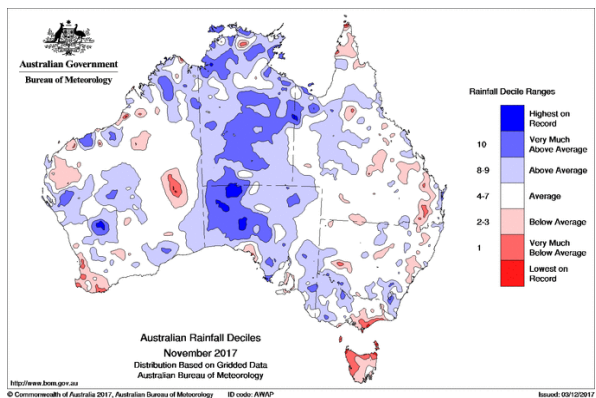 Australian Government
Bureau of Meteorology
Rainfall Decile Ranges
Highest on
Record
10
Very Much
Above Average
8-9
Above Average
4-7
Average
2-3
Below Average
1
Very Much
Below Average
Lowest on
Record
Australian Rainfall Deciles
November 2017
Distribution Based on Gridded Data
Australian Bureau of Meteorology
http://www.bom.gov.au
© Commonwealth of Australia 2017, Australian Bureau of Meteorology
ID code: AWAP
Issued: 03/12/2017